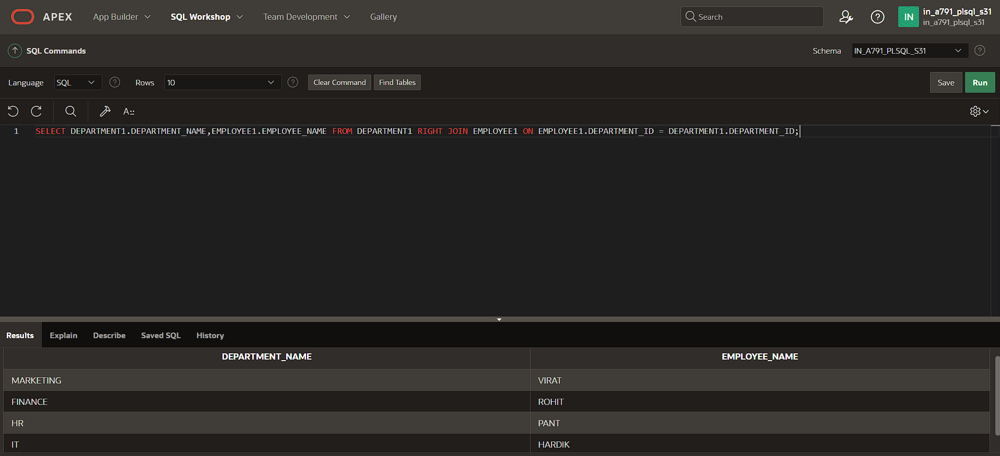 APEX App Builder SQL Workshop Team Development Gallery Search ? IN in_a791_plsql_s31
in_a791_plsql_s31
SQL Commands Schema IN_A791_PLSQL_S31 ?
Language SQL ? Rows 10 ? Clear Command Find Tables Save Run
A::
1 SELECT DEPARTMENT1.DEPARTMENT_NAME,EMPLOYEE1.EMPLOYEE_NAME FROM DEPARTMENT1 RIGHT JOIN EMPLOYEE1 ON EMPLOYEE1.DEPARTMENT_ID = DEPARTMENT1.DEPARTMENT_ID;
Results Explain Describe Saved SQL History
DEPARTMENT_NAME EMPLOYEE_NAME
MARKETING VIRAT
FINANCE ROHIT
HR PANT
IT HARDIK